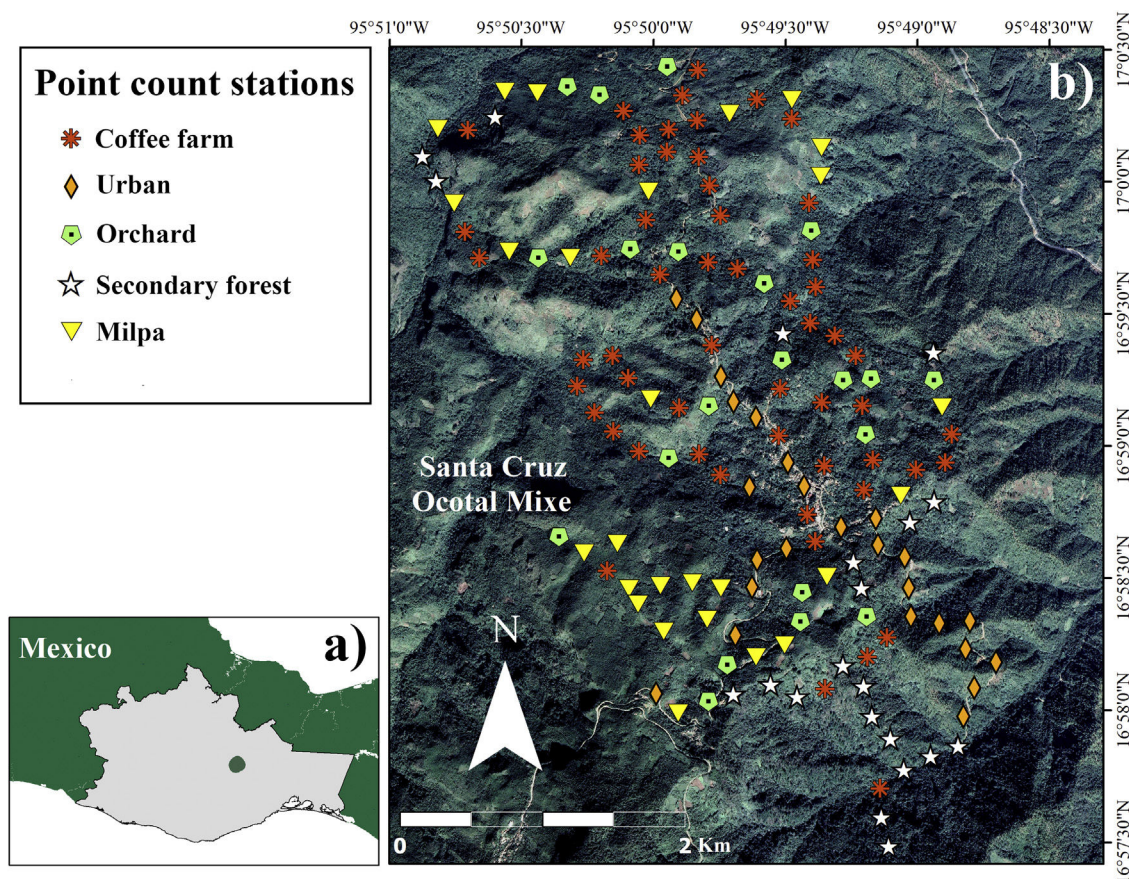 95°51'0"W 95°50'30"W 95°50'0"W 95°49'30"W 95°49'0"W 95°48'30"W
Point count stations
Coffee farm
Urban
Orchard
Secondary forest
Milpa
b)
17°0'30"N
17°0'0"N
16°59'30"N
16°59'0"N
16°58'30"N
16°58'0"N
16°57'30"N
Santa Cruz
Ocotal Mixe
N
0 2 Km
Mexico a)